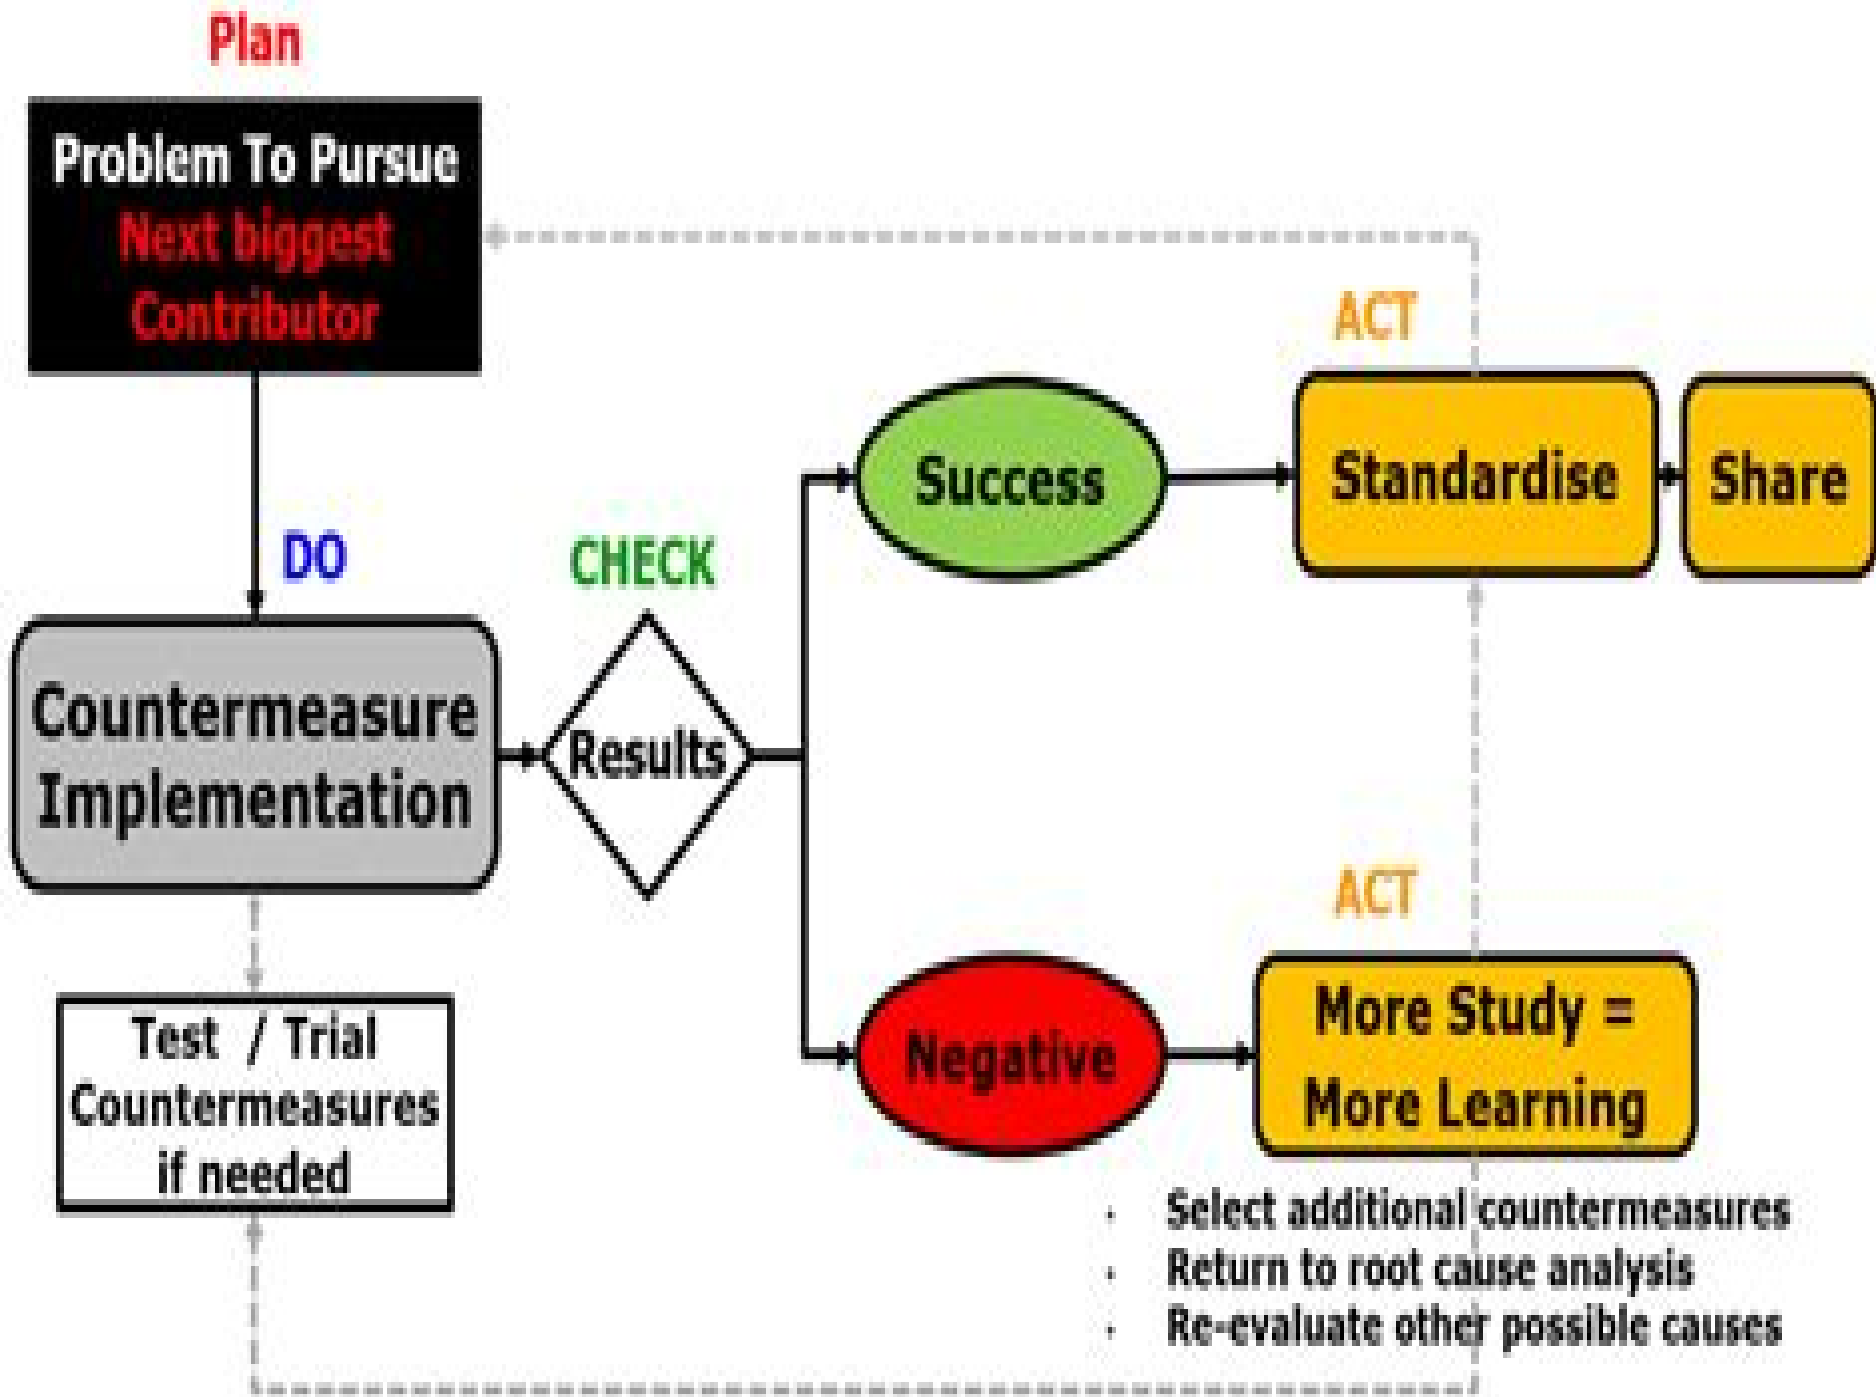 Plan
Problem To Pursue
Next biggest
Contributor
ACT
Success
Standardise
Share
DO
CHECK
Countermeasure
Implementation
Results
ACT
Test / Trial
Countermeasures
if needed
Negative
More Study =
More Learning
· Select additional countermeasures
· Return to root cause analysis
· Re-evaluate other possible causes